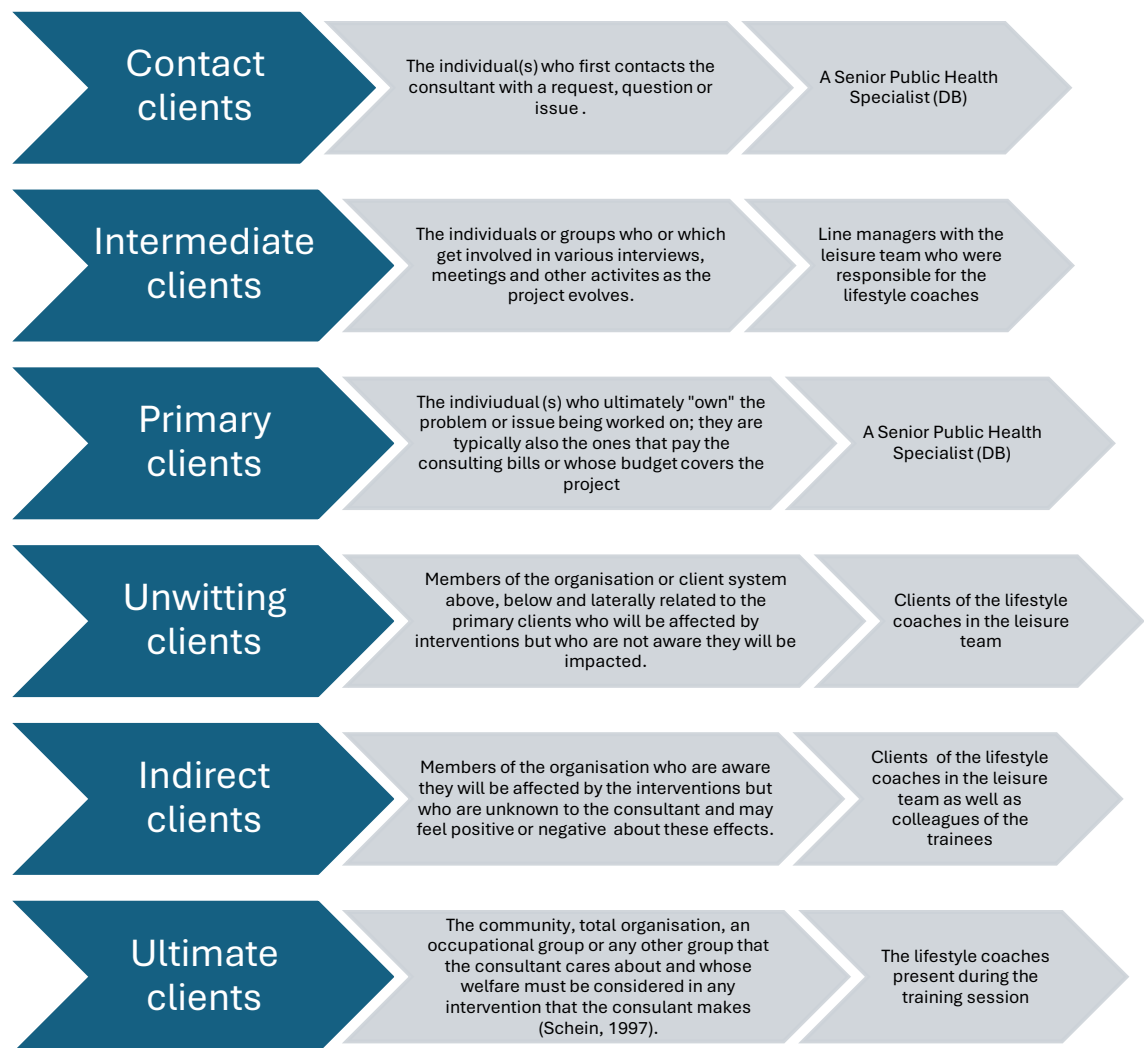 Contact
clients
The individual(s) who first contacts the
consultant with a request, question or
issue .
A Senior Public Health
Specialist (DB)
Intermediate
clients
The individuals or groups who or which
get involved in various interviews,
meetings and other activites as the
project evolves.
Line managers with the
leisure team who were
responsible for the
lifestyle coaches
Primary
clients
The indiviudual (s) who ultimately "own" the
problem or issue being worked on; they are
typically also the ones that pay the
consulting bills or whose budget covers the
project
A Senior Public Health
Specialist (DB)
Unwitting
clients
Members of the organisation or client system
above, below and laterally related to the
primary clients who will be affected by
interventions but who are not aware they will be
impacted.
Clients of the lifestyle
coaches in the leisure
team
Indirect
clients
Members of the organisation who are aware
they will be affected by the interventions but
who are unknown to the consultant and may
feel positive or negative about these effects.
Clients of the lifestyle
coaches in the leisure
team as well as
colleagues of the
trainees
Ultimate
clients
The community, total organisation, an
occupational group or any other group that
the consultant cares about and whose
welfare must be considered in any
intervention that the consulant makes
(Schein, 1997).
The lifestyle coaches
present during the
training session